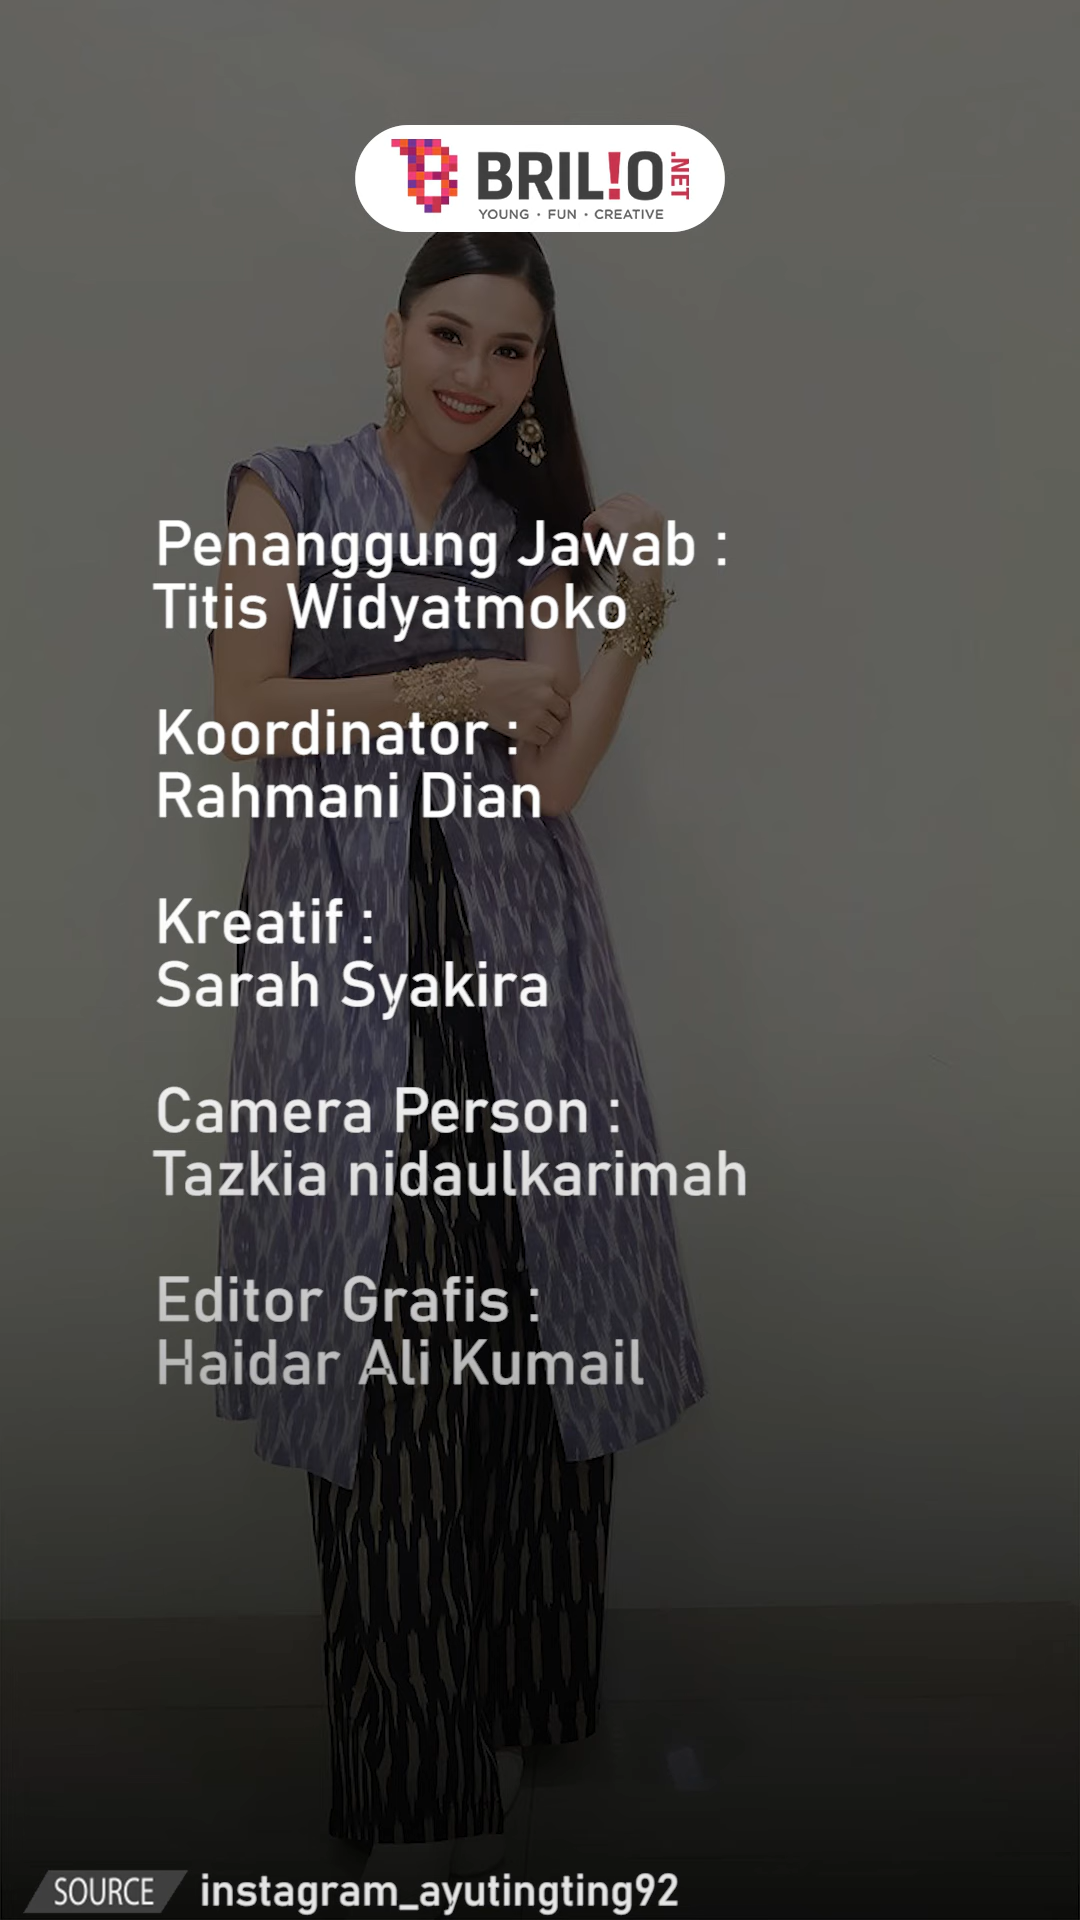 BRIL!O.NET
YOUNG · FUN · CREATIVE
Penanggung Jawab :
Titis Widyatmoko
Koordinator :
Rahmani Dian
Kreatif :
Sarah Syakira
Camera Person :
Tazkia nidaulkarimah
Editor Grafis :
Haidar Ali Kumail
SOURCE instagram_ayutingting92